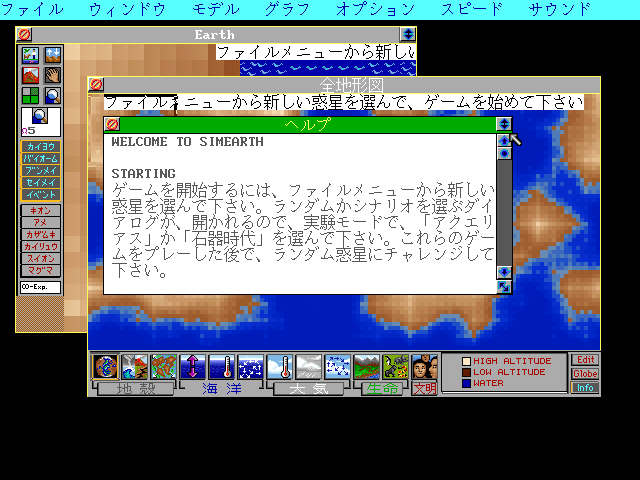 ファイル ウィンドウ モデル グラフ オプション スピード サウンド
Earth
ファイルメニューから新しい
全地形図
ファイルメニューから新しい惑星を選んで、ゲームを始めて下さい
ヘルプ
WELCOME TO SIMEARTH
STARTING
ゲームを開始するには、ファイルメニューから新しい
惑星を選んで下さい。ランダムかシナリオを選ぶダイ
アログが、開かれるので、実験モードで、「アクエリ
アス」か「石器時代」を選んで下さい。これらのゲー
ムをプレーした後で、ランダム惑星にチャレンジして
下さい。
Ω5
カイヨウ
バイオーム
ブンメイ
セイメイ
イベント
キオン
アメ
カザムキ
カイリュウ
スイオン
マグマ
CO-Exp.
地殻 海洋 大気 生命 文明
HIGH ALTITUDE
LOW ALTITUDE
WATER
Edit
Globe
Info